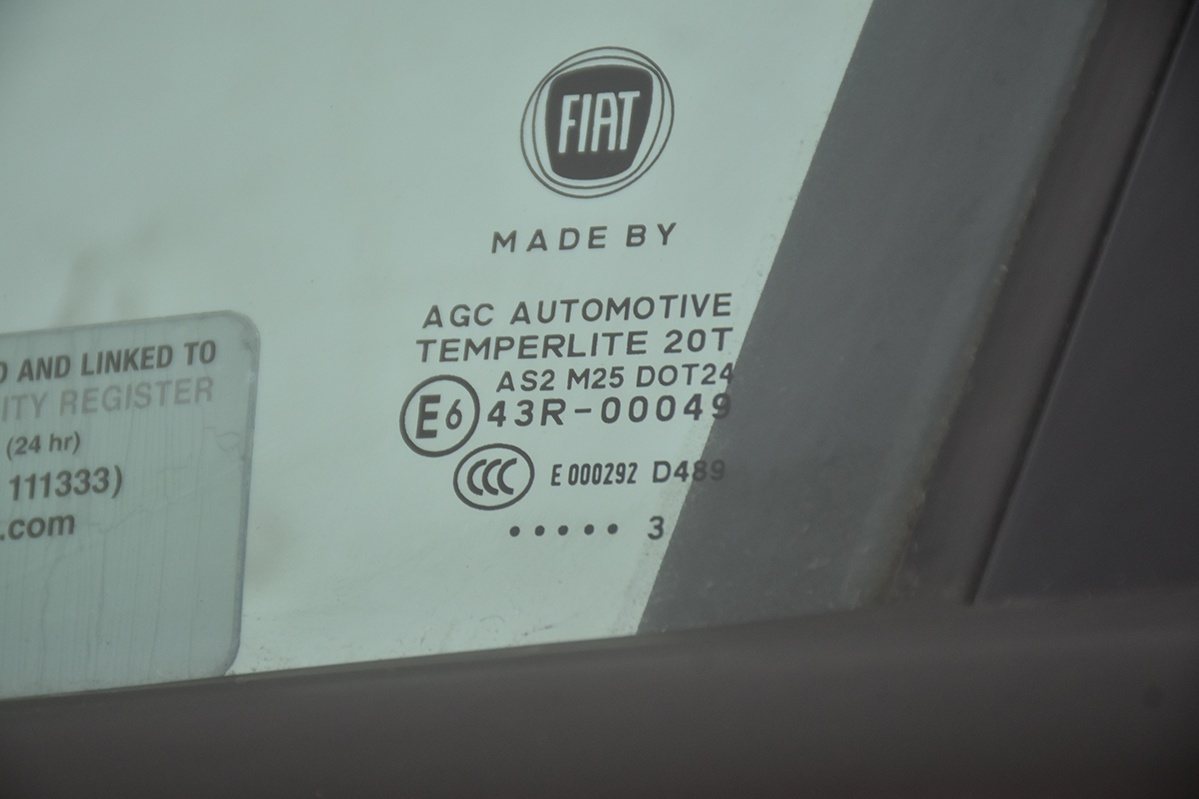 FIAT
MADE BY
AGC AUTOMOTIVE
TEMPERLITE 20T
AS2 M25 DOT24
E6 43R-00049
CCC E 000292 D489
..... 3
AND LINKED TO
ITY REGISTER
(24 hr)
111333)
.com